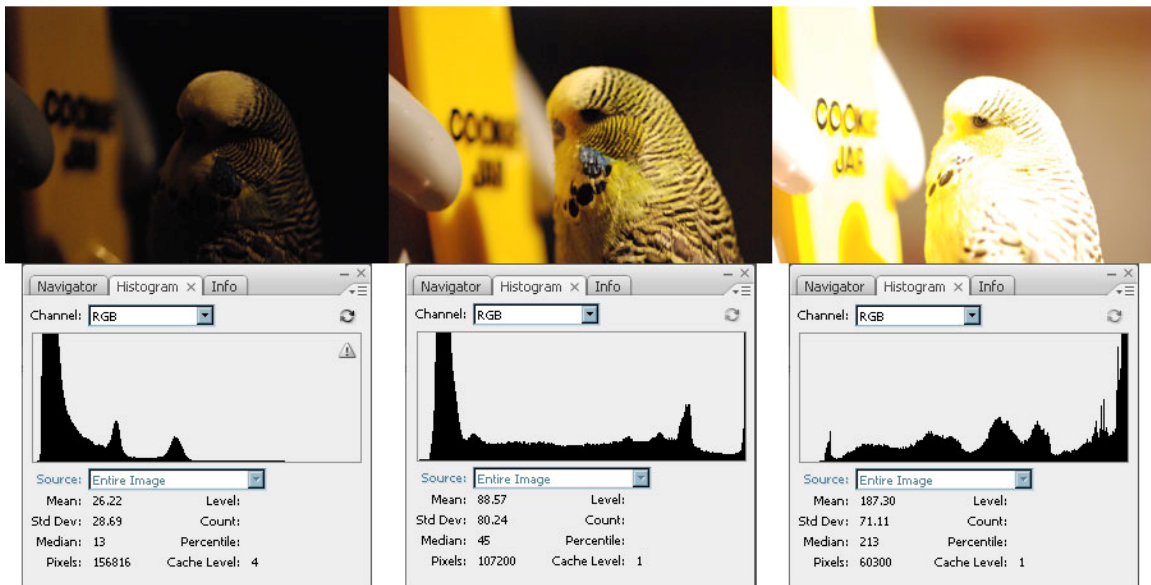 COOKIE
JAR
COOKIE
JAR
COOKIE
JAR
Navigator Histogram × Info
Channel: RGB
Source: Entire Image
Mean: 26.22 Level:
Std Dev: 28.69 Count:
Median: 13 Percentile:
Pixels: 156816 Cache Level: 4
Navigator Histogram × Info
Channel: RGB
Source: Entire Image
Mean: 88.57 Level:
Std Dev: 80.24 Count:
Median: 45 Percentile:
Pixels: 107200 Cache Level: 1
Navigator Histogram × Info
Channel: RGB
Source: Entire Image
Mean: 187.30 Level:
Std Dev: 71.11 Count:
Median: 213 Percentile:
Pixels: 60300 Cache Level: 1